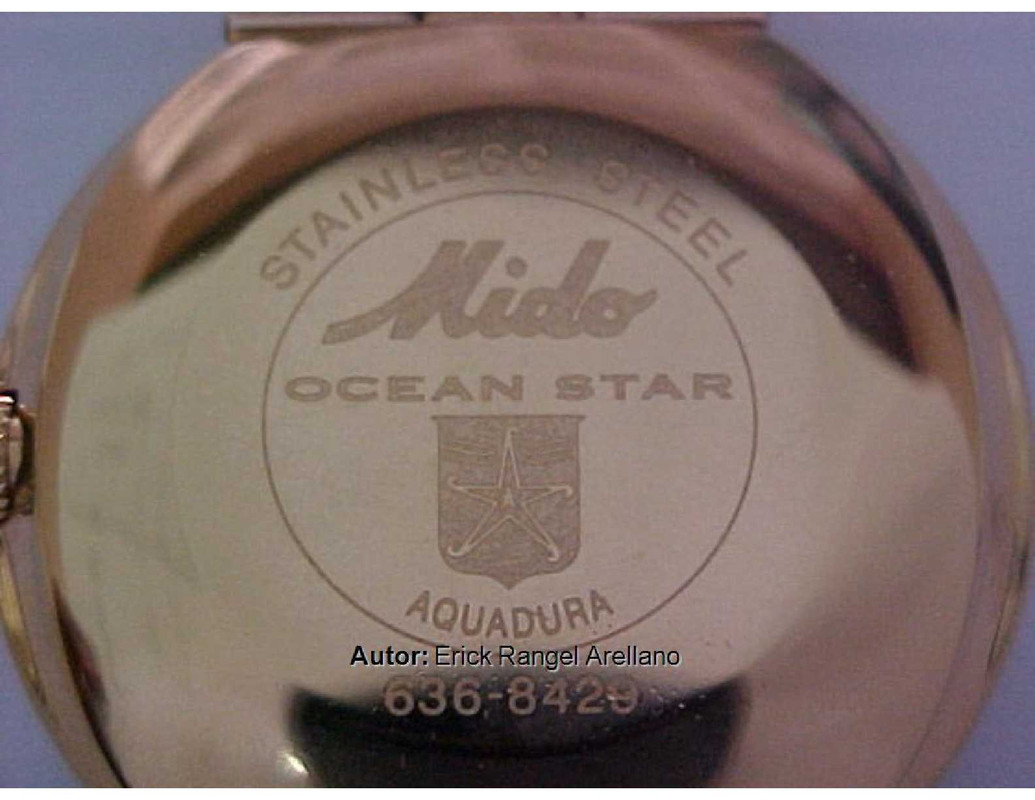 STAINLESS STEEL
Mido
OCEAN STAR
AQUADURA
Autor: Erick Rangel Arellano
636-8429